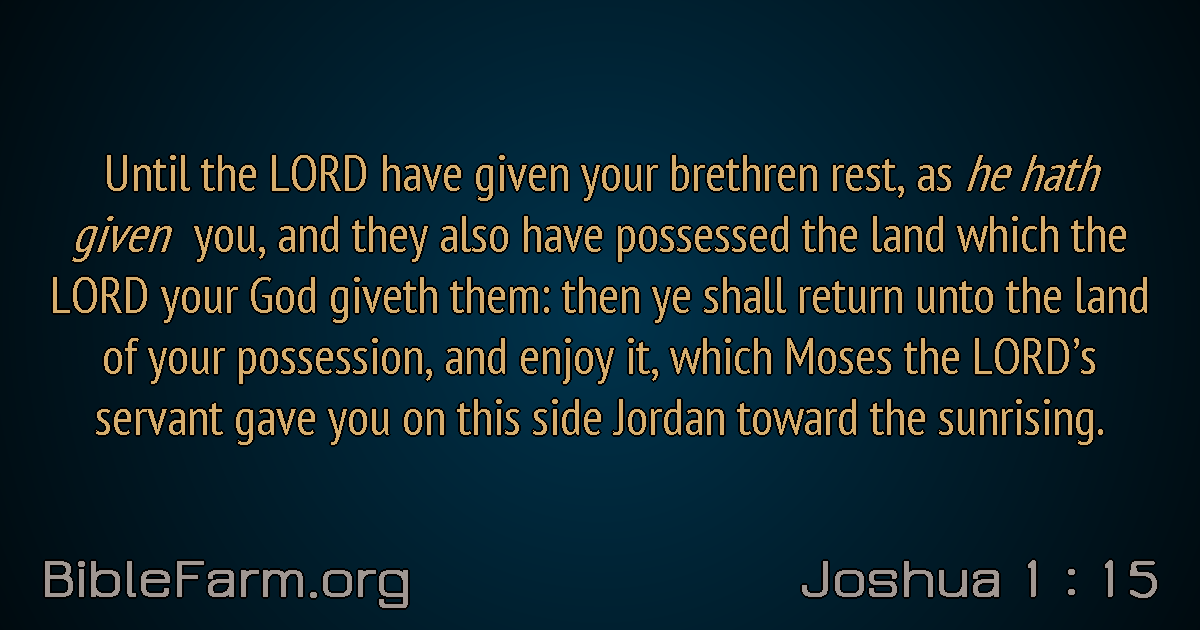 Until the LORD have given your brethren rest, as he hath
given you, and they also have possessed the land which the
LORD your God giveth them: then ye shall return unto the land
of your possession, and enjoy it, which Moses the LORD’s
servant gave you on this side Jordan toward the sunrising.
BibleFarm.org
Joshua 1 : 15